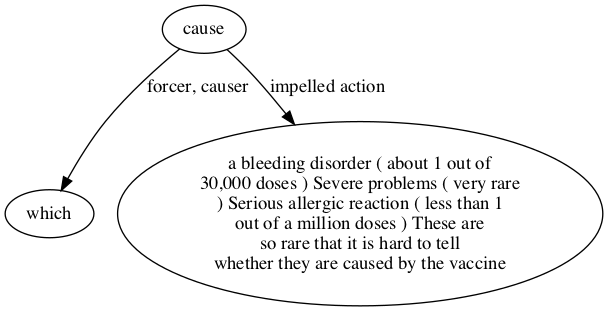 cause
forcer, causer
impelled action
which
a bleeding disorder ( about 1 out of
30,000 doses ) Severe problems ( very rare
) Serious allergic reaction ( less than 1
out of a million doses ) These are
so rare that it is hard to tell
whether they are caused by the vaccine